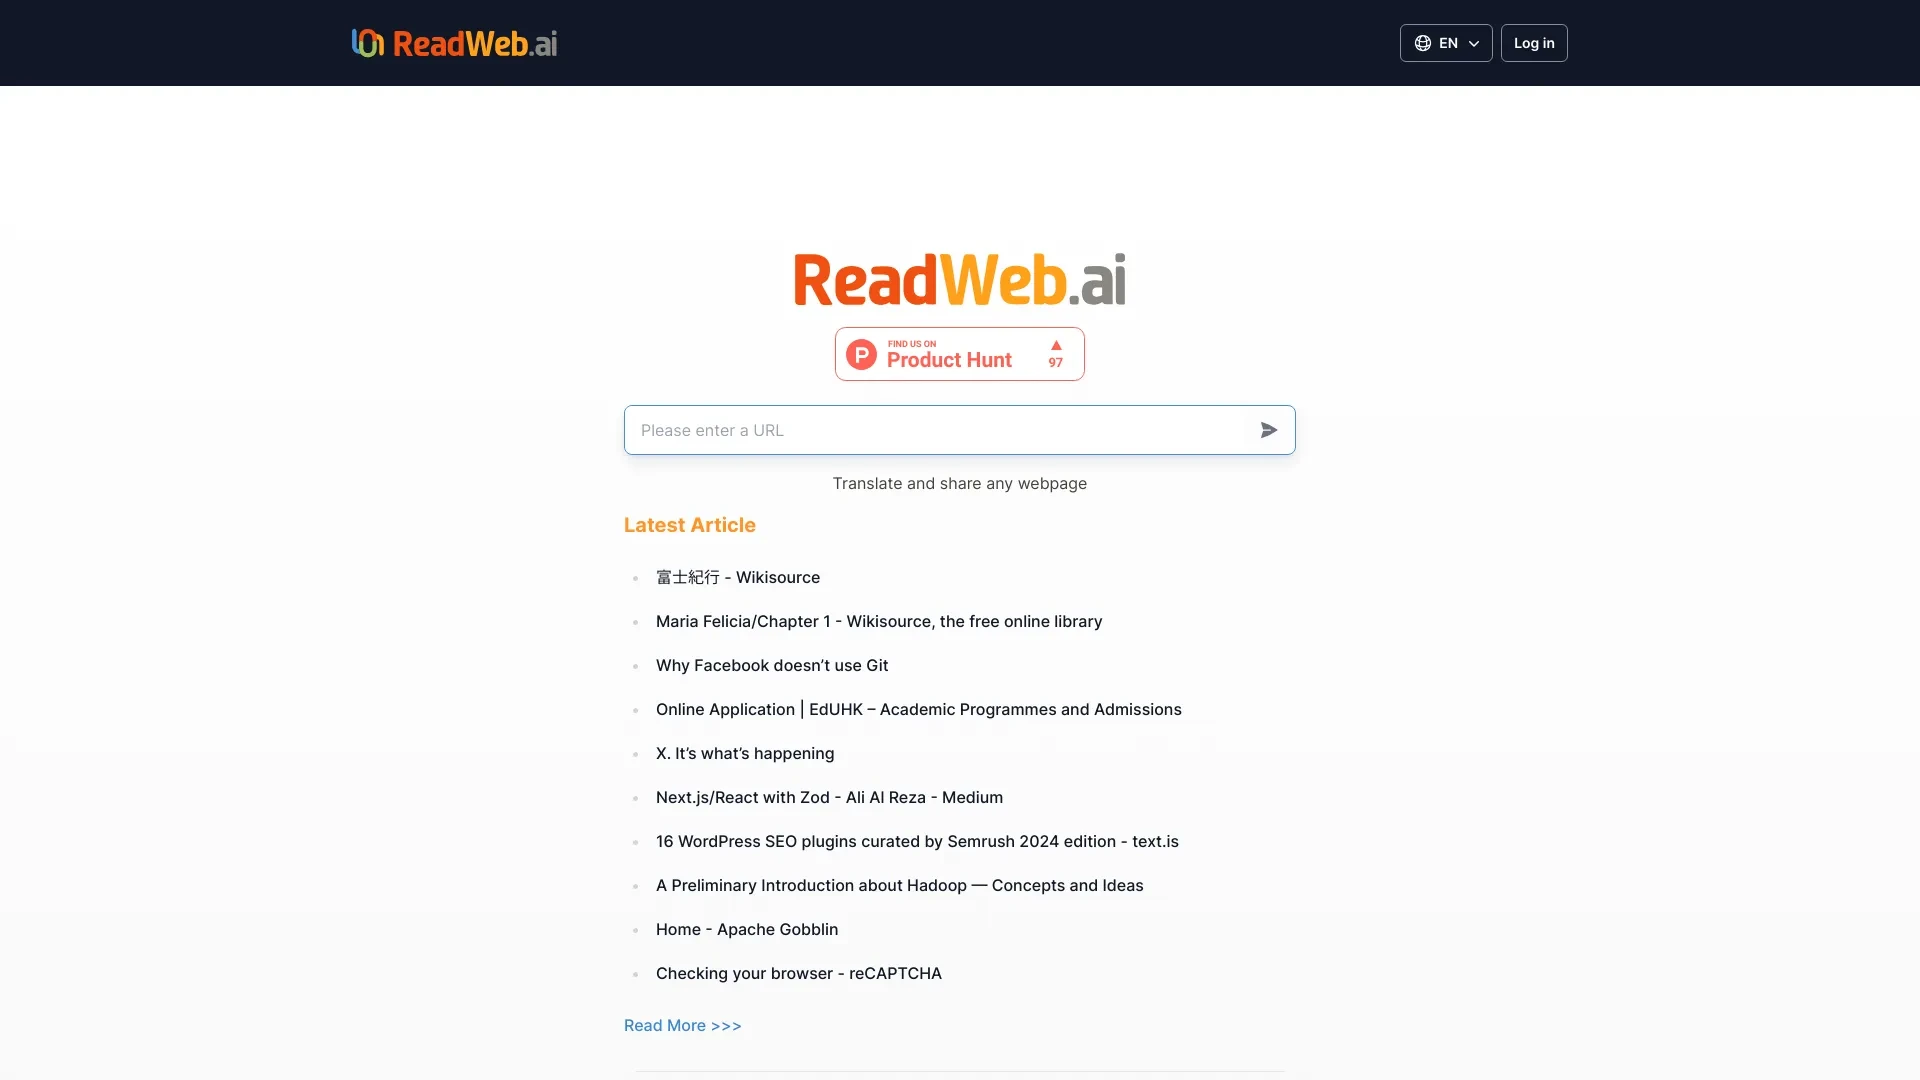 ReadWeb.ai
EN
Log in
ReadWeb.ai
FIND US ON
Product Hunt
97
Please enter a URL
Translate and share any webpage
Latest Article
富士紀行 - Wikisource
Maria Felicia/Chapter 1 - Wikisource, the free online library
Why Facebook doesn’t use Git
Online Application | EdUHK – Academic Programmes and Admissions
X. It’s what’s happening
Next.js/React with Zod - Ali Al Reza - Medium
16 WordPress SEO plugins curated by Semrush 2024 edition - text.is
A Preliminary Introduction about Hadoop — Concepts and Ideas
Home - Apache Gobblin
Checking your browser - reCAPTCHA
Read More >>>